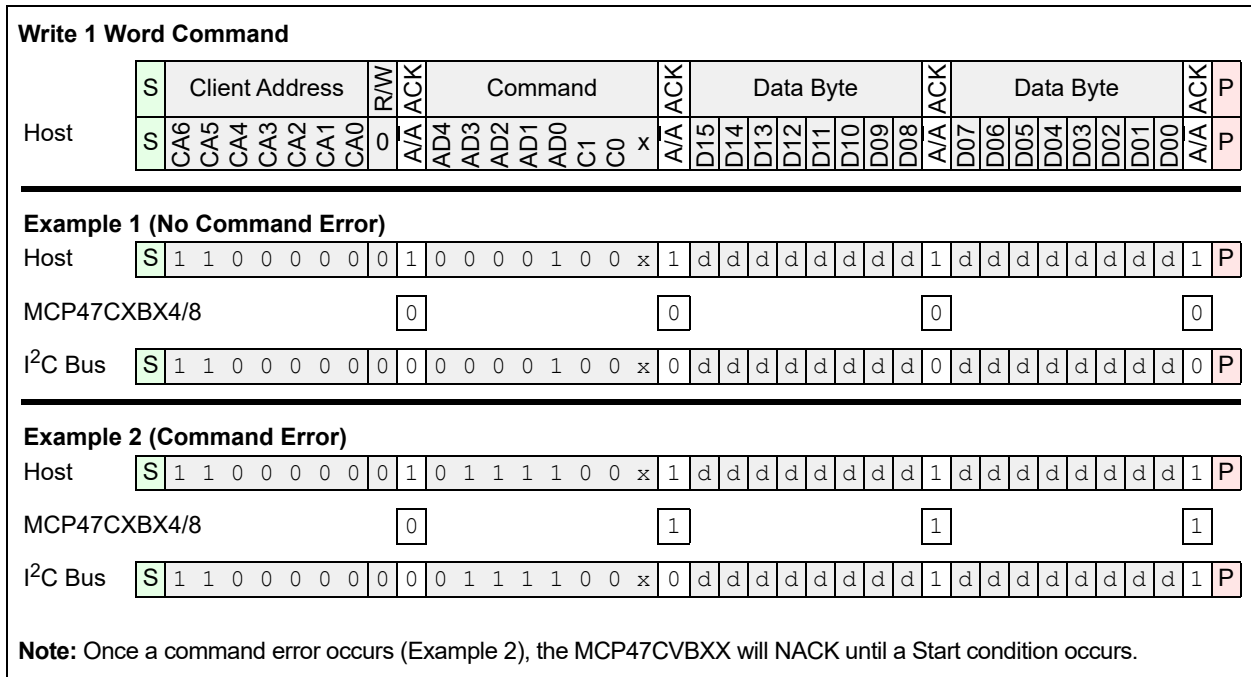 Write 1 Word Command
S Client Address R/W ACK Command ACK Data Byte ACK Data Byte ACK P
Host S CA6 CA5 CA4 CA3 CA2 CA1 CA0 0 A/A AD4 AD3 AD2 AD1 AD0 C1 C0 x A/A D15 D14 D13 D12 D11 D10 D09 D08 A/A D07 D06 D05 D04 D03 D02 D01 D00 A/A P
Example 1 (No Command Error)
Host S 1 1 0 0 0 0 0 0 1 0 0 0 0 1 0 0 x 1 d d d d d d d d 1 d d d d d d d d 1 P
MCP47CXBX4/8 0 0 0 0
I2C Bus S 1 1 0 0 0 0 0 0 0 0 0 0 0 1 0 0 x 0 d d d d d d d d 0 d d d d d d d d 0 P
Example 2 (Command Error)
Host S 1 1 0 0 0 0 0 0 1 0 1 1 1 1 0 0 x 1 d d d d d d d d 1 d d d d d d d d 1 P
MCP47CXBX4/8 0 1 1 1
I2C Bus S 1 1 0 0 0 0 0 0 0 0 1 1 1 1 0 0 x 0 d d d d d d d d 1 d d d d d d d d 1 P
Note: Once a command error occurs (Example 2), the MCP47CVBXX will NACK until a Start condition occurs.